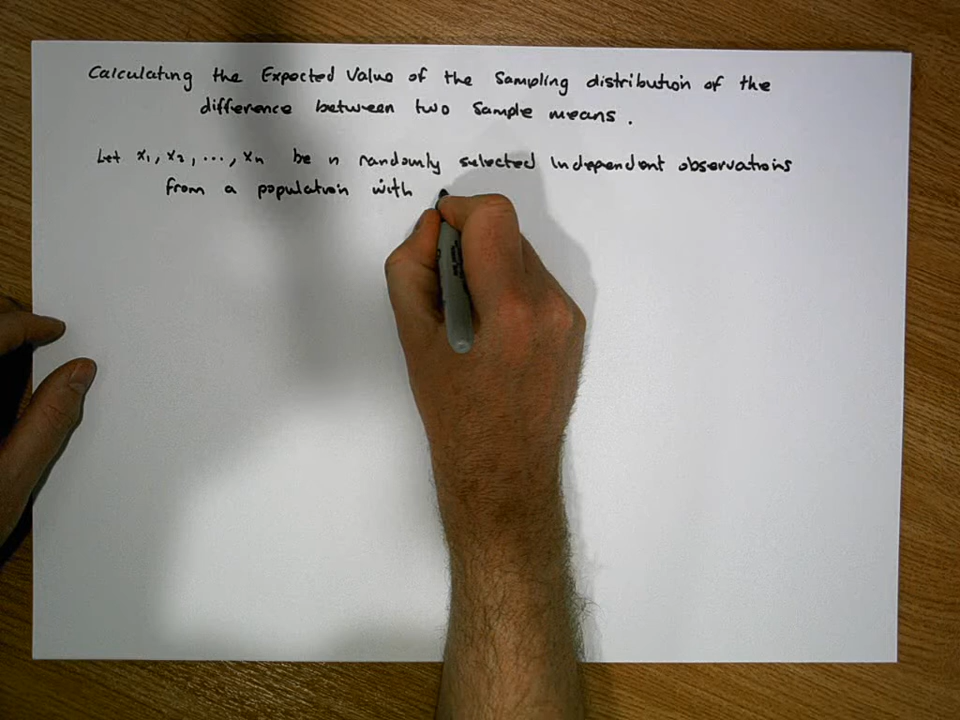 Calculating the Expected Value of the Sampling distribution of the
difference between two sample means.
Let x₁, x₂, ..., xₙ be n randomly selected independent observations
from a population with